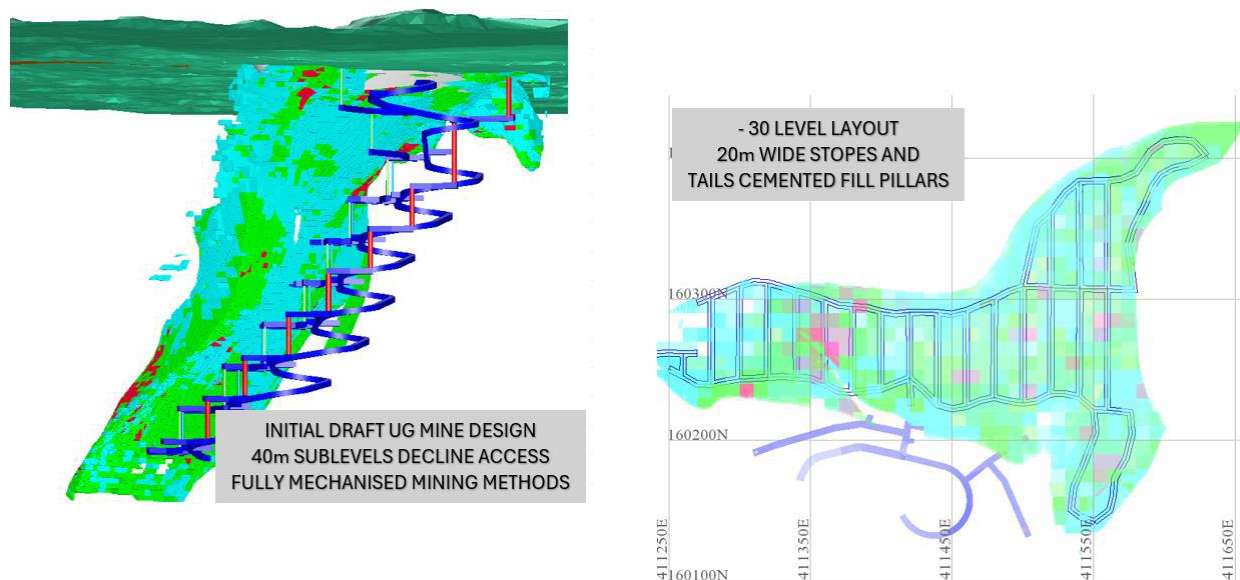 INITIAL DRAFT UG MINE DESIGN
40m SUBLEVELS DECLINE ACCESS
FULLY MECHANISED MINING METHODS
- 30 LEVEL LAYOUT
20m WIDE STOPES AND
TAILS CEMENTED FILL PILLARS
160300N
160200N
160100N
411250E
411350E
411450E
411550E
411650E